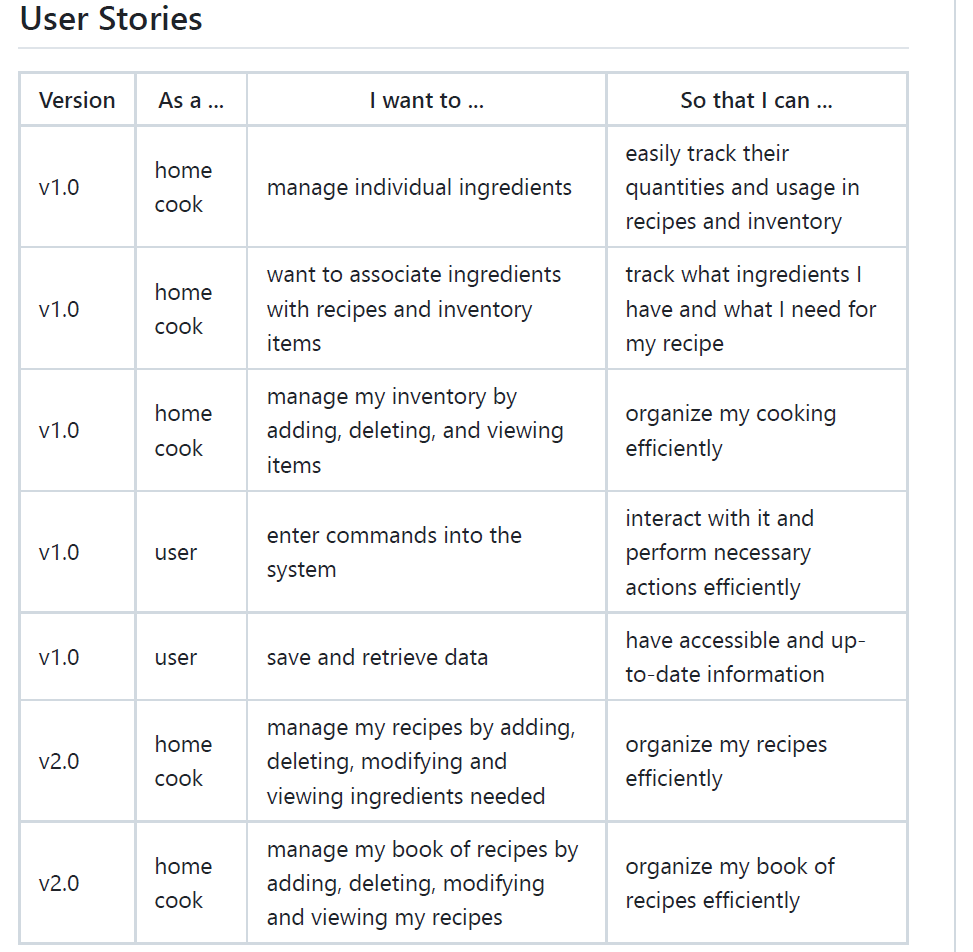 User Stories
Version As a ... I want to ... So that I can ...
v1.0
home
cook
manage individual ingredients
easily track their
quantities and usage in
recipes and inventory
v1.0
home
cook
want to associate ingredients
with recipes and inventory
items
track what ingredients I
have and what I need for
my recipe
v1.0
home
cook
manage my inventory by
adding, deleting, and viewing
items
organize my cooking
efficiently
v1.0
user
enter commands into the
system
interact with it and
perform necessary
actions efficiently
v1.0
user
save and retrieve data
have accessible and up-
to-date information
v2.0
home
cook
manage my recipes by adding,
deleting, modifying and
viewing ingredients needed
organize my recipes
efficiently
v2.0
home
cook
manage my book of recipes by
adding, deleting, modifying
and viewing my recipes
organize my book of
recipes efficiently